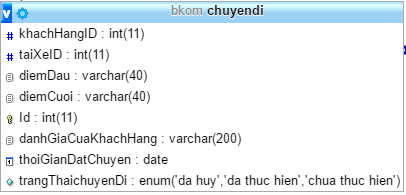 v bkom chuyendi
# khachHangID : int(11)
# taiXeID : int(11)
diemDau : varchar(40)
diemCuoi : varchar(40)
Id : int(11)
danhGiaCuaKhachHang : varchar(200)
thoiGianDatChuyen : date
trangThaichuyenDi : enum('da huy','da thuc hien','chua thuc hien')